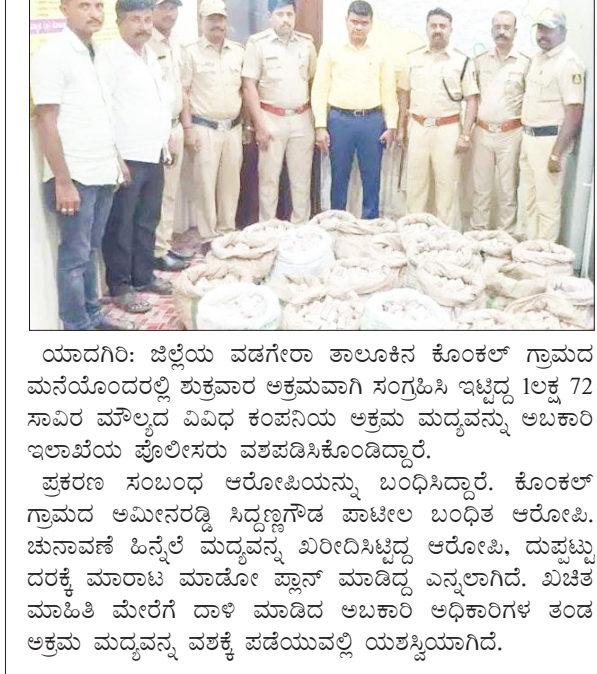 ಯಾದಗಿರಿ: ಜಿಲ್ಲೆಯ ವಡಗೇರಾ ತಾಲೂಕಿನ ಕೊಂಕಲ್ ಗ್ರಾಮದ
ಮನೆಯೊಂದರಲ್ಲಿ ಶುಕ್ರವಾರ ಅಕ್ರಮವಾಗಿ ಸಂಗ್ರಹಿಸಿ ಇಟ್ಟಿದ್ದ 1ಲಕ್ಷ 72
ಸಾವಿರ ಮೌಲ್ಯದ ವಿವಿಧ ಕಂಪನಿಯ ಅಕ್ರಮ ಮದ್ಯವನ್ನು ಅಬಕಾರಿ
ಇಲಾಖೆಯ ಪೊಲೀಸರು ವಶಪಡಿಸಿಕೊಂಡಿದ್ದಾರೆ.
ಪ್ರಕರಣ ಸಂಬಂಧ ಆರೋಪಿಯನ್ನು ಬಂಧಿಸಿದ್ದಾರೆ. ಕೊಂಕಲ್
ಗ್ರಾಮದ ಅಮೀನರಡ್ಡಿ ಸಿದ್ದಣ್ಣಗೌಡ ಪಾಟೀಲ ಬಂಧಿತ ಆರೋಪಿ.
ಚುನಾವಣೆ ಹಿನ್ನೆಲೆ ಮದ್ಯವನ್ನ ಖರೀದಿಸಿಟ್ಟಿದ್ದ ಆರೋಪಿ, ದುಪ್ಪಟ್ಟು
ದರಕ್ಕೆ ಮಾರಾಟ ಮಾಡೋ ಪ್ಲಾನ್ ಮಾಡಿದ್ದ ಎನ್ನಲಾಗಿದೆ. ಖಚಿತ
ಮಾಹಿತಿ ಮೇರೆಗೆ ದಾಳಿ ಮಾಡಿದ ಅಬಕಾರಿ ಅಧಿಕಾರಿಗಳ ತಂಡ
ಅಕ್ರಮ ಮದ್ಯವನ್ನ ವಶಕ್ಕೆ ಪಡೆಯುವಲ್ಲಿ ಯಶಸ್ವಿಯಾಗಿದೆ.